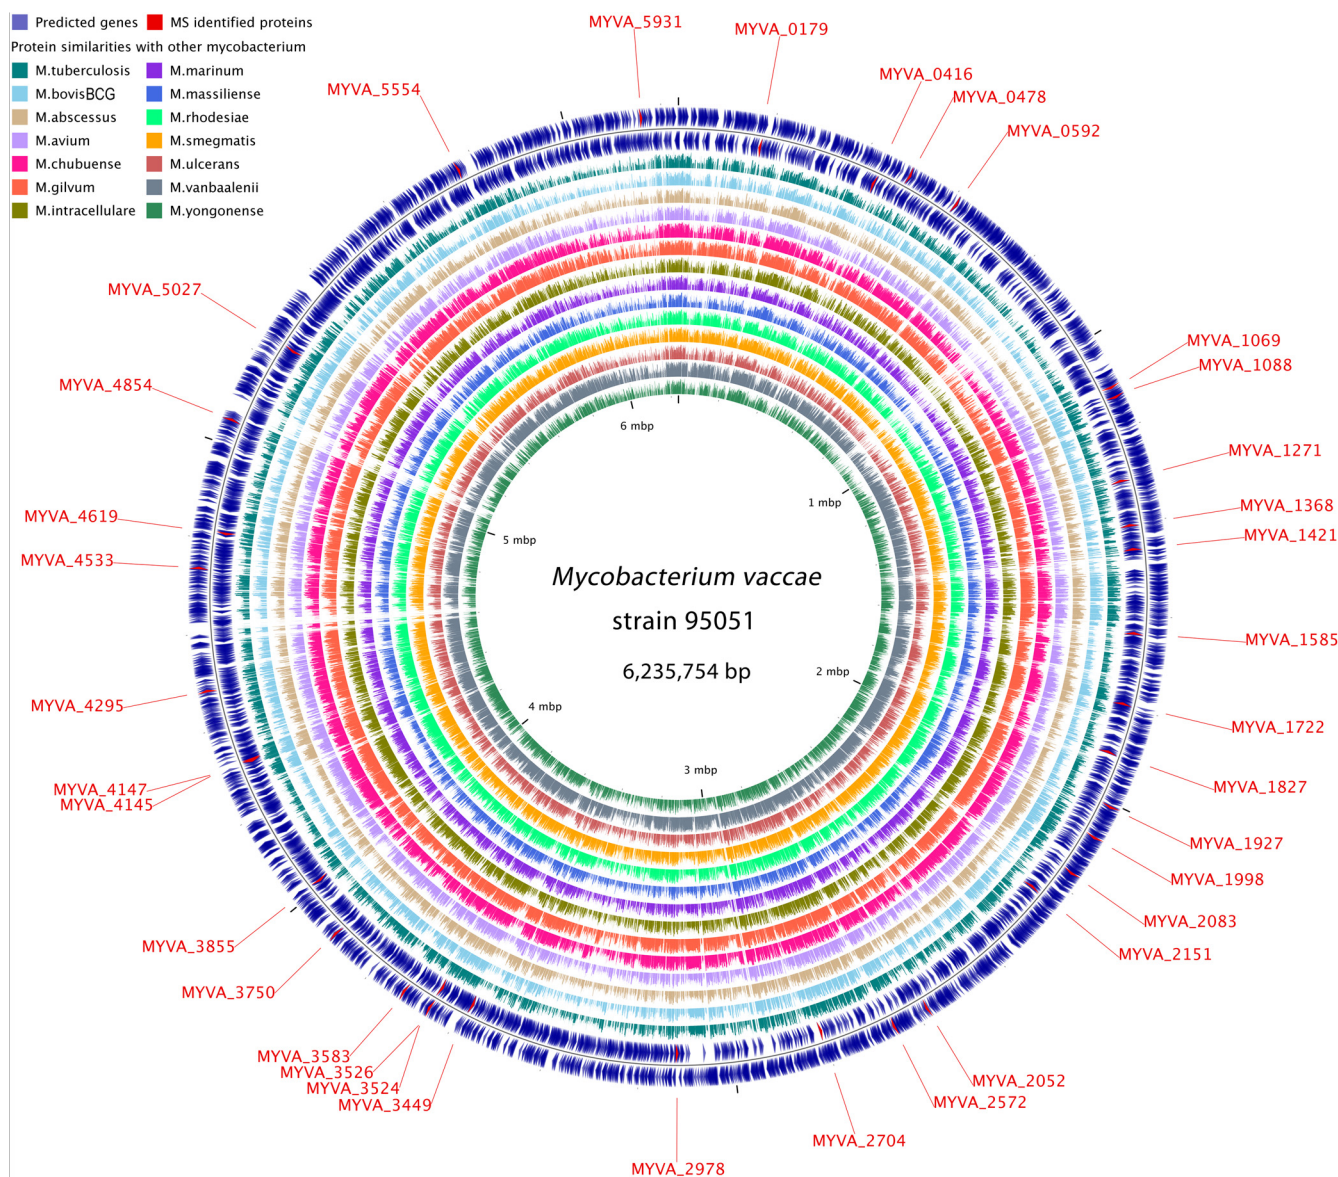 Predicted genes
MS identified proteins
Protein similarities with other mycobacterium
M.tuberculosis
M.marinum
M.bovisBCG
M.massiliense
M.abscessus
M.rhodesiae
M.avium
M.smegmatis
M.chubuense
M.ulcerans
M.gilvum
M.vanbaalenii
M.intracellulare
M.yongonense
MYVA_5931
MYVA_0179
MYVA_0416
MYVA_0478
MYVA_0592
MYVA_1069
MYVA_1088
MYVA_1271
MYVA_1368
MYVA_1421
MYVA_1585
MYVA_1722
MYVA_1827
MYVA_1927
MYVA_1998
MYVA_2083
MYVA_2151
MYVA_2052
MYVA_2572
MYVA_2704
MYVA_2978
MYVA_3449
MYVA_3524
MYVA_3526
MYVA_3583
MYVA_3750
MYVA_3855
MYVA_4145
MYVA_4147
MYVA_4295
MYVA_4533
MYVA_4619
MYVA_4854
MYVA_5027
MYVA_5554
6 mbp
1 mbp
5 mbp
Mycobacterium vaccae
strain 95051
6,235,754 bp
2 mbp
4 mbp
3 mbp